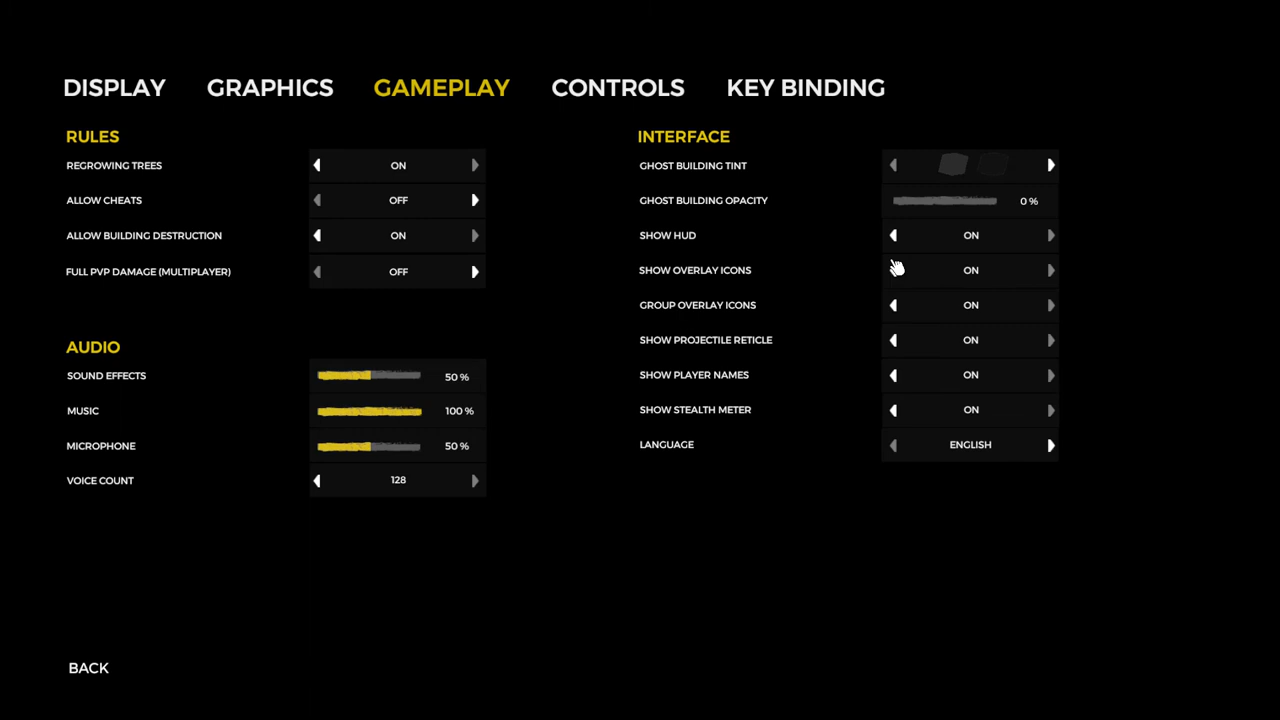 DISPLAY GRAPHICS GAMEPLAY CONTROLS KEY BINDING
RULES
REGROWING TREES ON
ALLOW CHEATS OFF
ALLOW BUILDING DESTRUCTION ON
FULL PVP DAMAGE (MULTIPLAYER) OFF
AUDIO
SOUND EFFECTS 50 %
MUSIC 100 %
MICROPHONE 50 %
VOICE COUNT 128
INTERFACE
GHOST BUILDING TINT
GHOST BUILDING OPACITY 0 %
SHOW HUD ON
SHOW OVERLAY ICONS ON
GROUP OVERLAY ICONS ON
SHOW PROJECTILE RETICLE ON
SHOW PLAYER NAMES ON
SHOW STEALTH METER ON
LANGUAGE ENGLISH
BACK